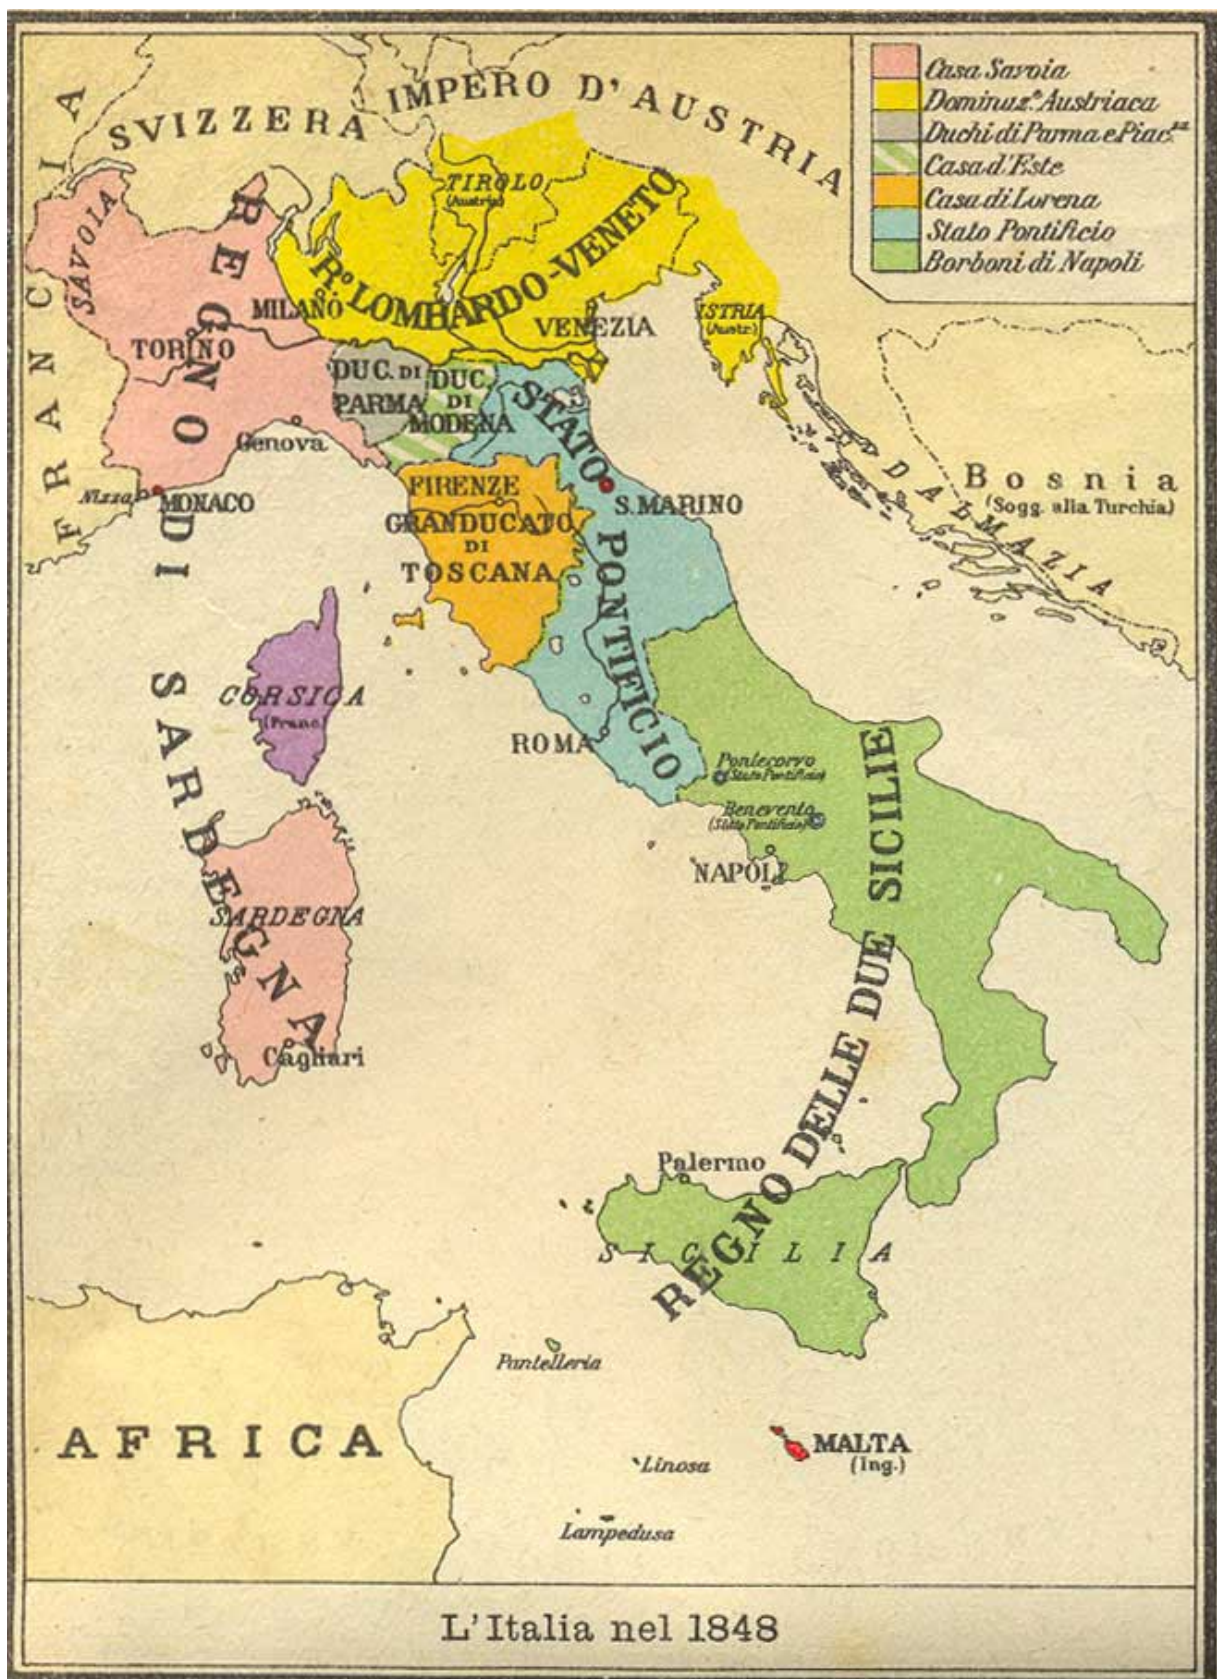 Casa Savoia
Dominaz.e Austriaca
Duchi di Parma e Piac.za
Casa d'Este
Casa di Lorena
Stato Pontificio
Borboni di Napoli
FRANCIA
SVIZZERA
IMPERO D'AUSTRIA
TIROLO
(Austria)
SAVOIA
REGNO DI SARDEGNA
Ro. LOMBARDO-VENETO
MILANO
VENEZIA
ISTRIA
(Austr.)
TORINO
DUC. DI
PARMA
DUC.
DI
MODENA
STATO PONTIFICIO
Genova
Nizza
MONACO
FIRENZE
GRANDUCATO
DI
TOSCANA
S. MARINO
DALMAZIA
Bosnia
(Sogg. alla Turchia)
CORSICA
(Franc.)
ROMA
Pontecorvo
(Stato Pontificio)
Benevento
(Stato Pontificio)
NAPOLI
REGNO DELLE DUE SICILIE
SARDEGNA
Cagliari
Palermo
SICILIA
Pantelleria
AFRICA
MALTA
(Ing.)
Linosa
Lampedusa
L'Italia nel 1848